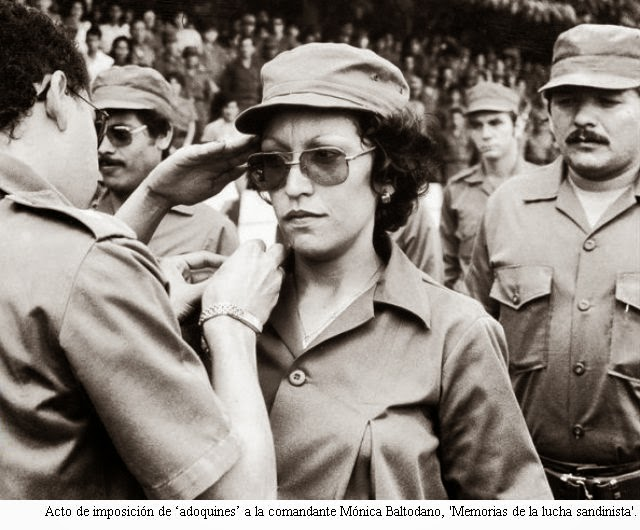 Acto de imposición de ‘adoquines’ a la comandante Mónica Baltodano, 'Memorias de la lucha sandinista'.